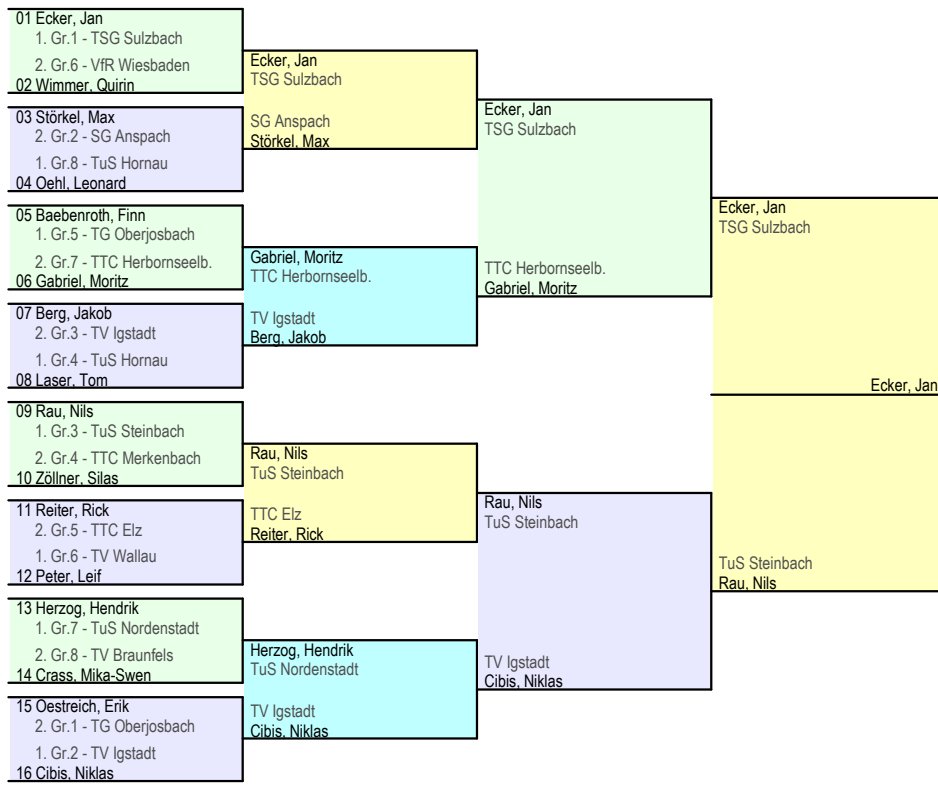 01 Ecker, Jan
1. Gr.1 - TSG Sulzbach
2. Gr.6 - VfR Wiesbaden
02 Wimmer, Quirin
03 Störkel, Max
2. Gr.2 - SG Anspach
1. Gr.8 - TuS Hornau
04 Oehl, Leonard
05 Baebenroth, Finn
1. Gr.5 - TG Oberjosbach
2. Gr.7 - TTC Herbornseelb.
06 Gabriel, Moritz
07 Berg, Jakob
2. Gr.3 - TV Igstadt
1. Gr.4 - TuS Hornau
08 Laser, Tom
09 Rau, Nils
1. Gr.3 - TuS Steinbach
2. Gr.4 - TTC Merkenbach
10 Zöllner, Silas
11 Reiter, Rick
2. Gr.5 - TTC Elz
1. Gr.6 - TV Wallau
12 Peter, Leif
13 Herzog, Hendrik
1. Gr.7 - TuS Nordenstadt
2. Gr.8 - TV Braunfels
14 Crass, Mika-Swen
15 Oestreich, Erik
2. Gr.1 - TG Oberjosbach
1. Gr.2 - TV Igstadt
16 Cibis, Niklas
Ecker, Jan
TSG Sulzbach
SG Anspach
Störkel, Max
Gabriel, Moritz
TTC Herbornseelb.
TV Igstadt
Berg, Jakob
Rau, Nils
TuS Steinbach
TTC Elz
Reiter, Rick
Herzog, Hendrik
TuS Nordenstadt
TV Igstadt
Cibis, Niklas
Ecker, Jan
TSG Sulzbach
TTC Herbornseelb.
Gabriel, Moritz
Rau, Nils
TuS Steinbach
TV Igstadt
Cibis, Niklas
Ecker, Jan
TSG Sulzbach
TuS Steinbach
Rau, Nils
Ecker, Jan